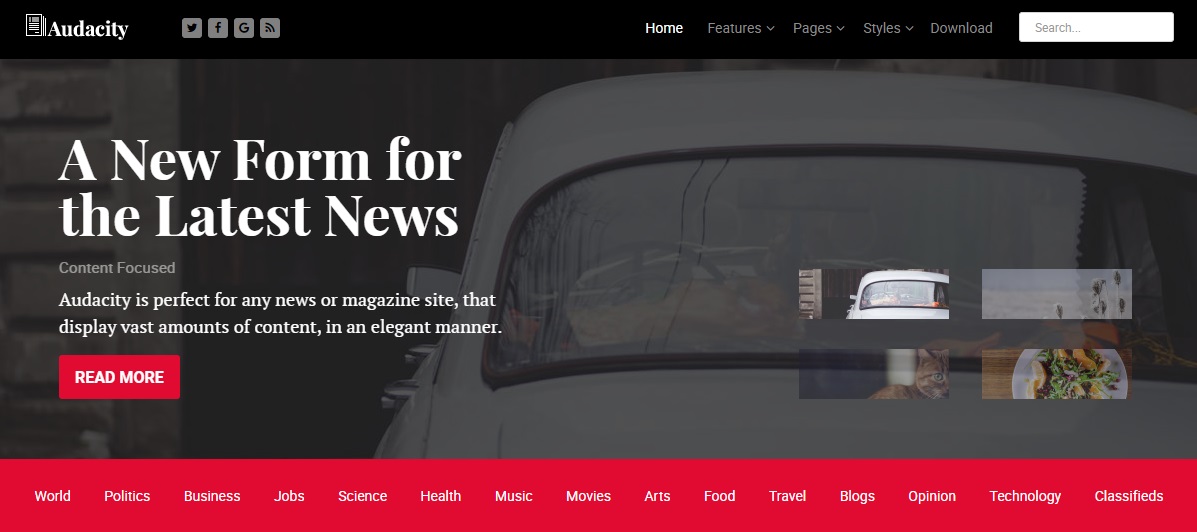 Audacity
Home Features Pages Styles Download Search...
A New Form for
the Latest News
Content Focused
Audacity is perfect for any news or magazine site, that
display vast amounts of content, in an elegant manner.
READ MORE
World Politics Business Jobs Science Health Music Movies Arts Food Travel Blogs Opinion Technology Classifieds